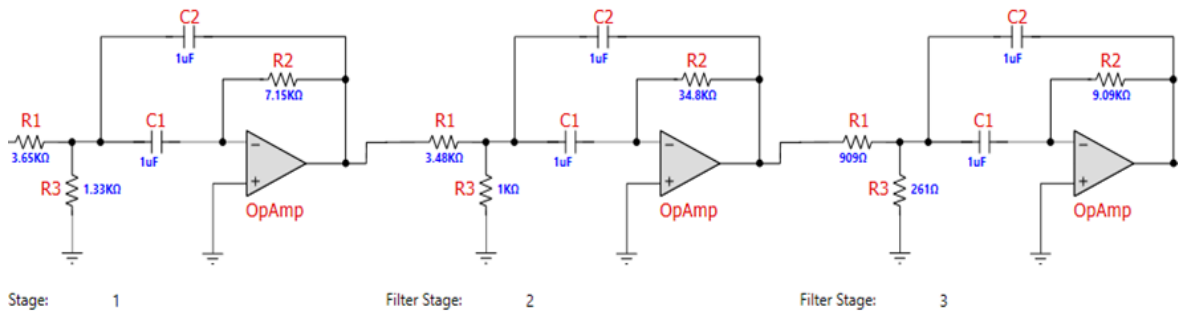 C2
1uF
R2
7.15KΩ
R1
3.65KΩ
C1
1uF
R3
1.33KΩ
−
+
OpAmp
C2
1uF
R2
34.8KΩ
R1
3.48KΩ
C1
1uF
R3
1KΩ
−
+
OpAmp
C2
1uF
R2
9.09KΩ
R1
909Ω
C1
1uF
R3
261Ω
−
+
OpAmp
Stage: 1
Filter Stage: 2
Filter Stage: 3